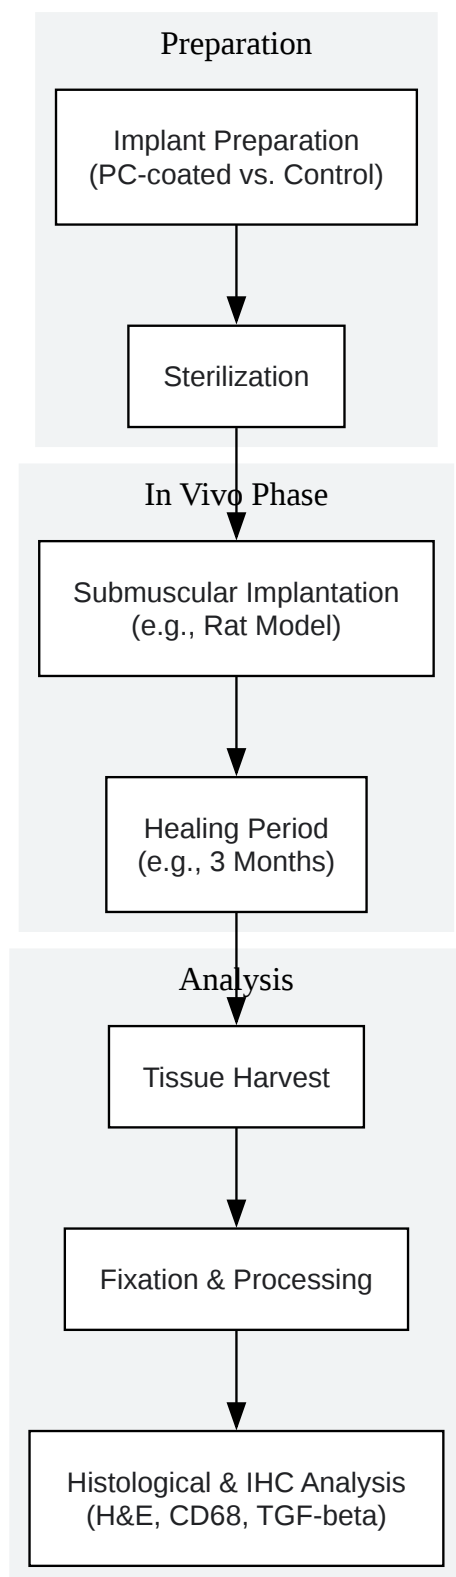 Preparation
Implant Preparation
(PC-coated vs. Control)
Sterilization
In Vivo Phase
Submuscular Implantation
(e.g., Rat Model)
Healing Period
(e.g., 3 Months)
Analysis
Tissue Harvest
Fixation & Processing
Histological & IHC Analysis
(H&E, CD68, TGF-beta)